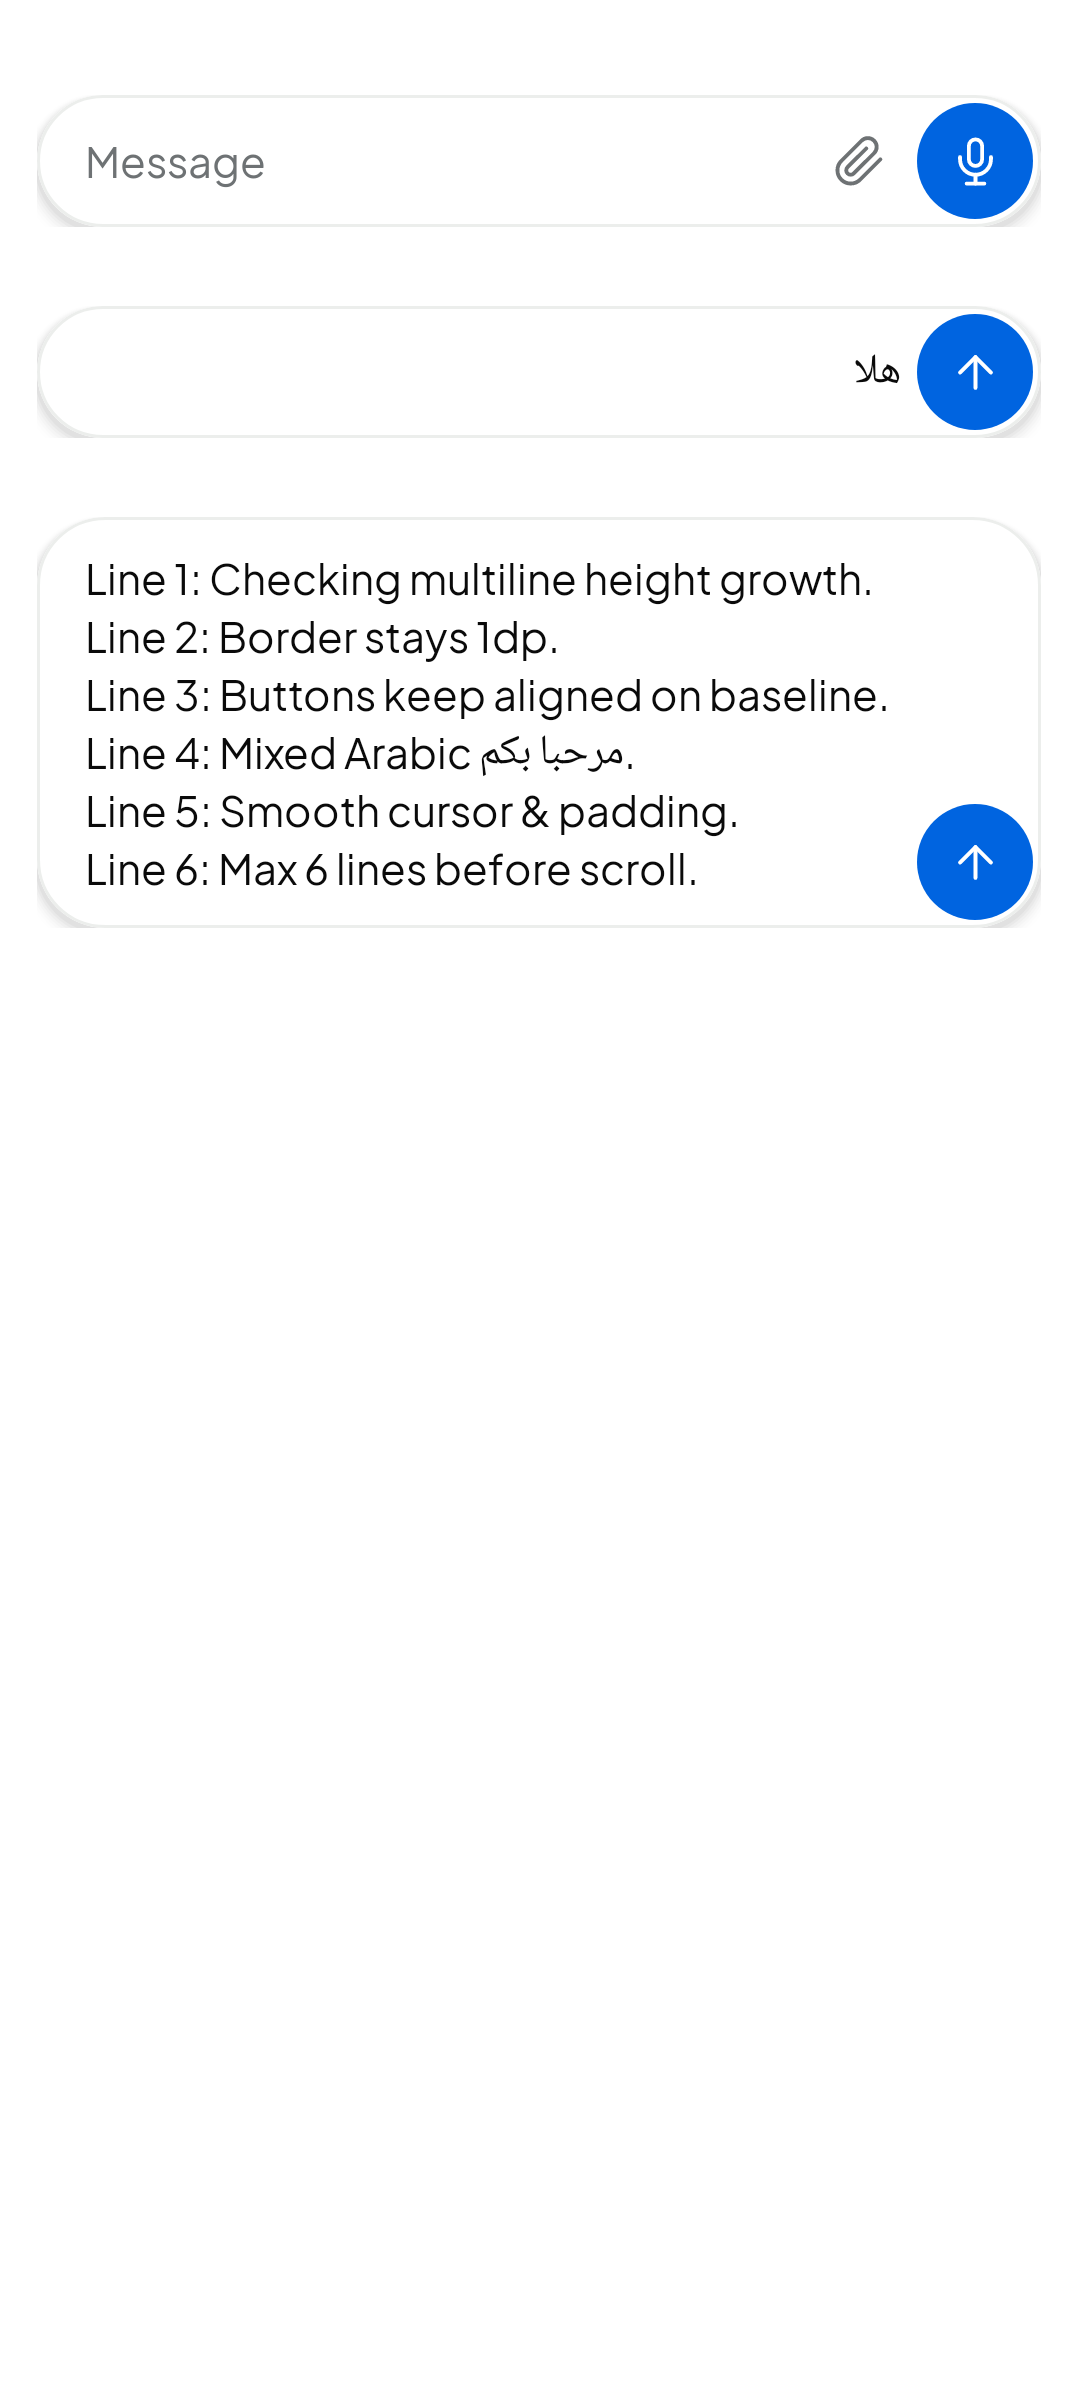 Message
هلا
Line 1: Checking multiline height growth.
Line 2: Border stays 1dp.
Line 3: Buttons keep aligned on baseline.
Line 4: Mixed Arabic مرحبا بكم.
Line 5: Smooth cursor & padding.
Line 6: Max 6 lines before scroll.